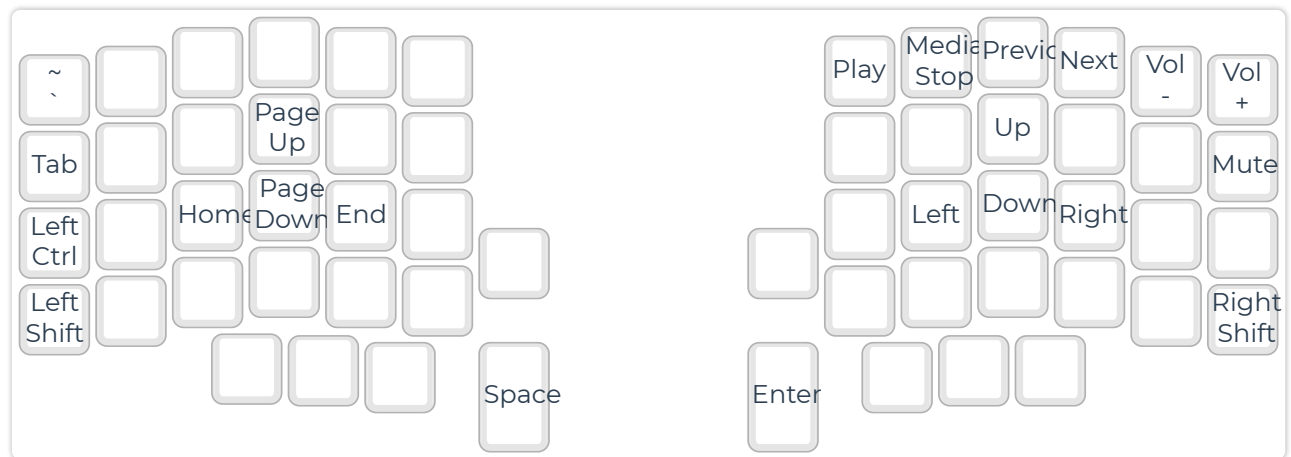 ~
`
Play
Media
Stop
Previo
Next
Vol
-
Vol
+
Tab
Page
Up
Up
Mute
Left
Ctrl
Home
Page
Down
End
Left
Down
Right
Left
Shift
Right
Shift
Space
Enter